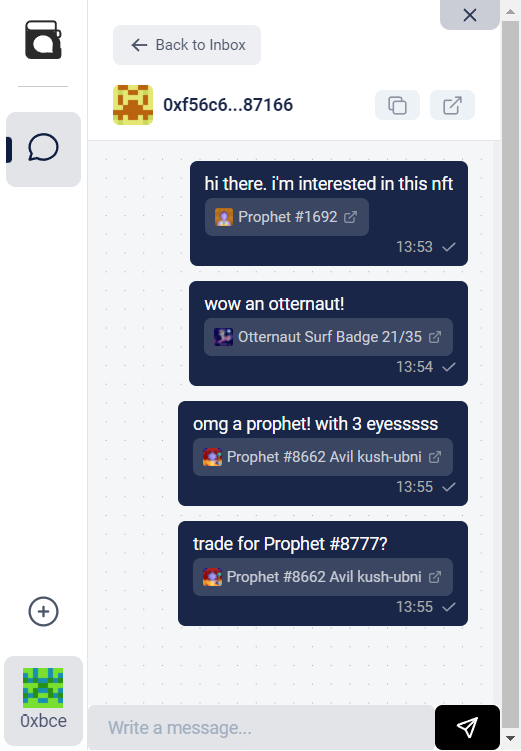 Back to Inbox
0xf56c6...87166
hi there. i'm interested in this nft
Prophet #1692
13:53
wow an otternaut!
Otternaut Surf Badge 21/35
13:54
omg a prophet! with 3 eyesssss
Prophet #8662 Avil kush-ubni
13:55
trade for Prophet #8777?
Prophet #8662 Avil kush-ubni
13:55
0xbce
Write a message...